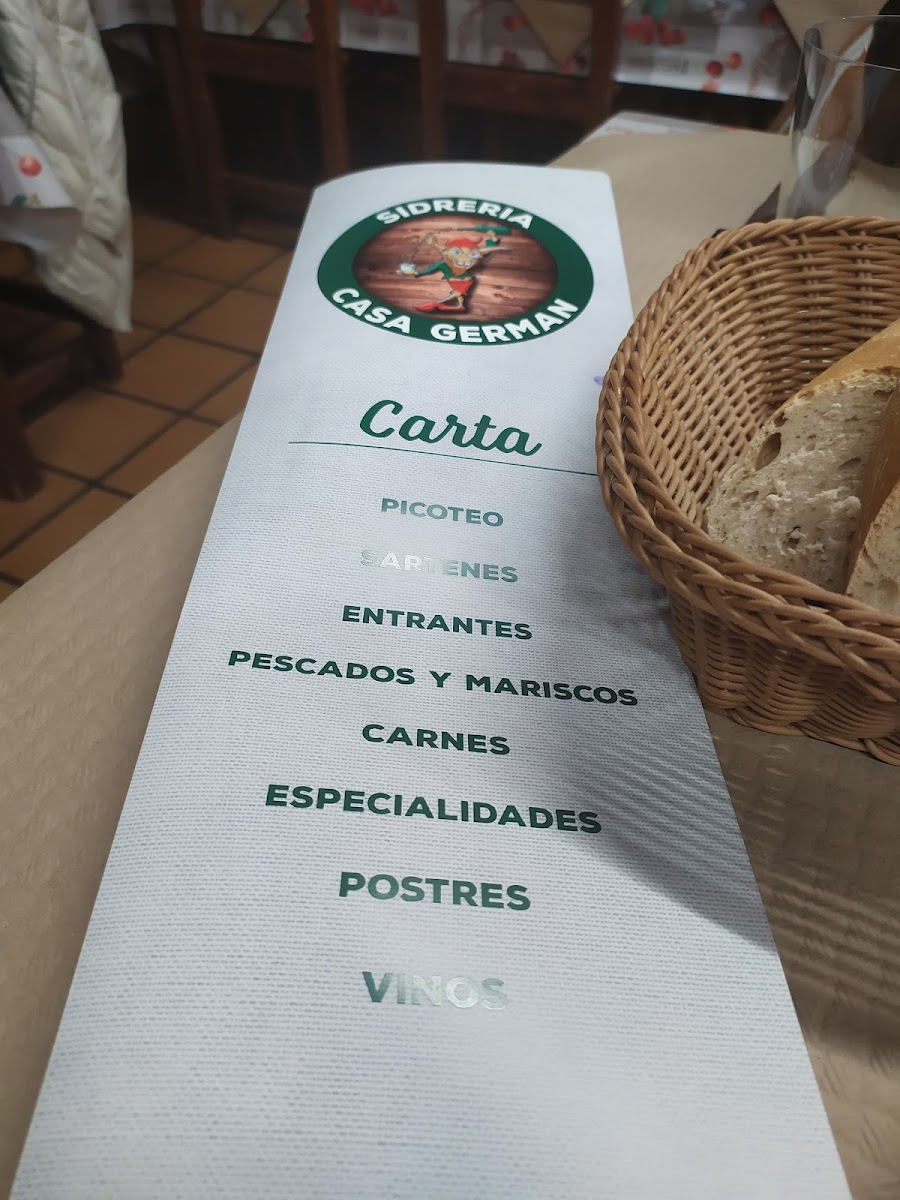 SIDRERIA
CASA GERMAN
Carta
PICOTEO
SARTENES
ENTRANTES
PESCADOS Y MARISCOS
CARNES
ESPECIALIDADES
POSTRES
VINOS